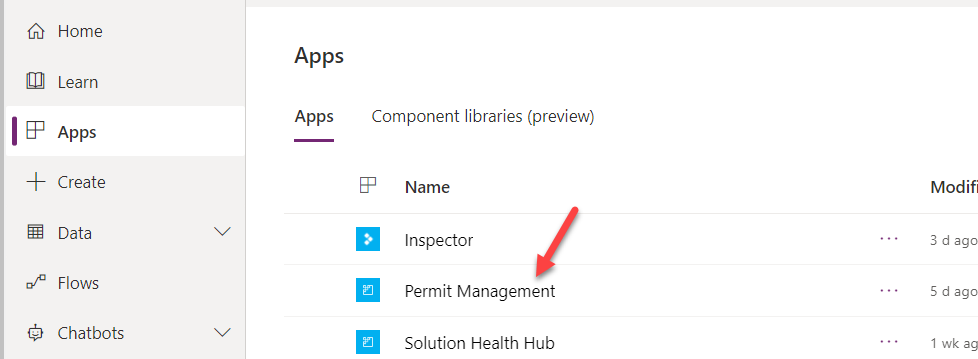 Home
Learn
Apps
Create
Data
Flows
Chatbots
Apps
Apps Component libraries (preview)
Name Modifi
Inspector 3 d ago
Permit Management 5 d ago
Solution Health Hub 1 wk ag